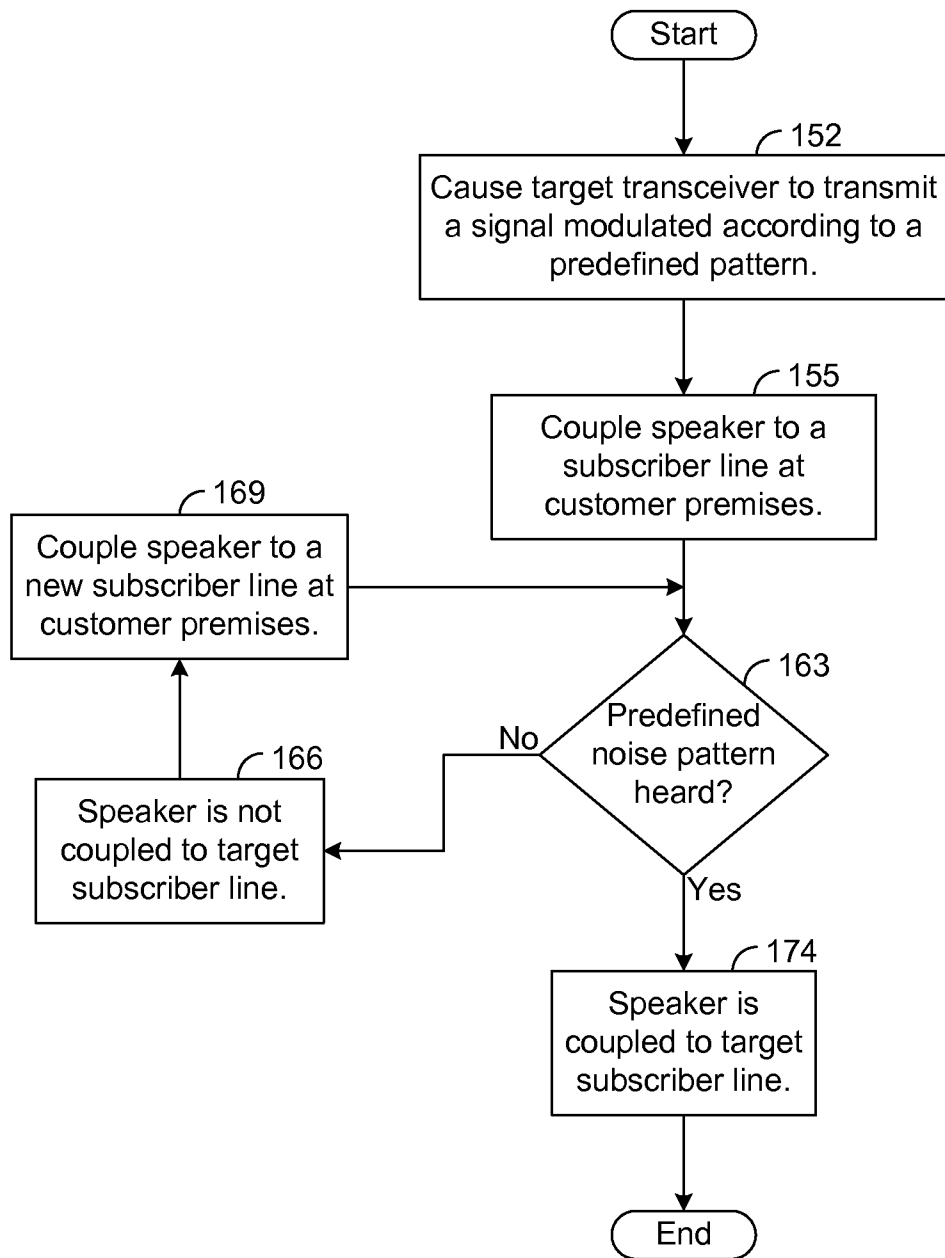 Start
152
Cause target transceiver to transmit
a signal modulated according to a
predefined pattern.
155
Couple speaker to a
subscriber line at
customer premises.
169
Couple speaker to a
new subscriber line at
customer premises.
163
Predefined
noise pattern
heard?
No
166
Speaker is not
coupled to target
subscriber line.
Yes
174
Speaker is
coupled to target
subscriber line.
End